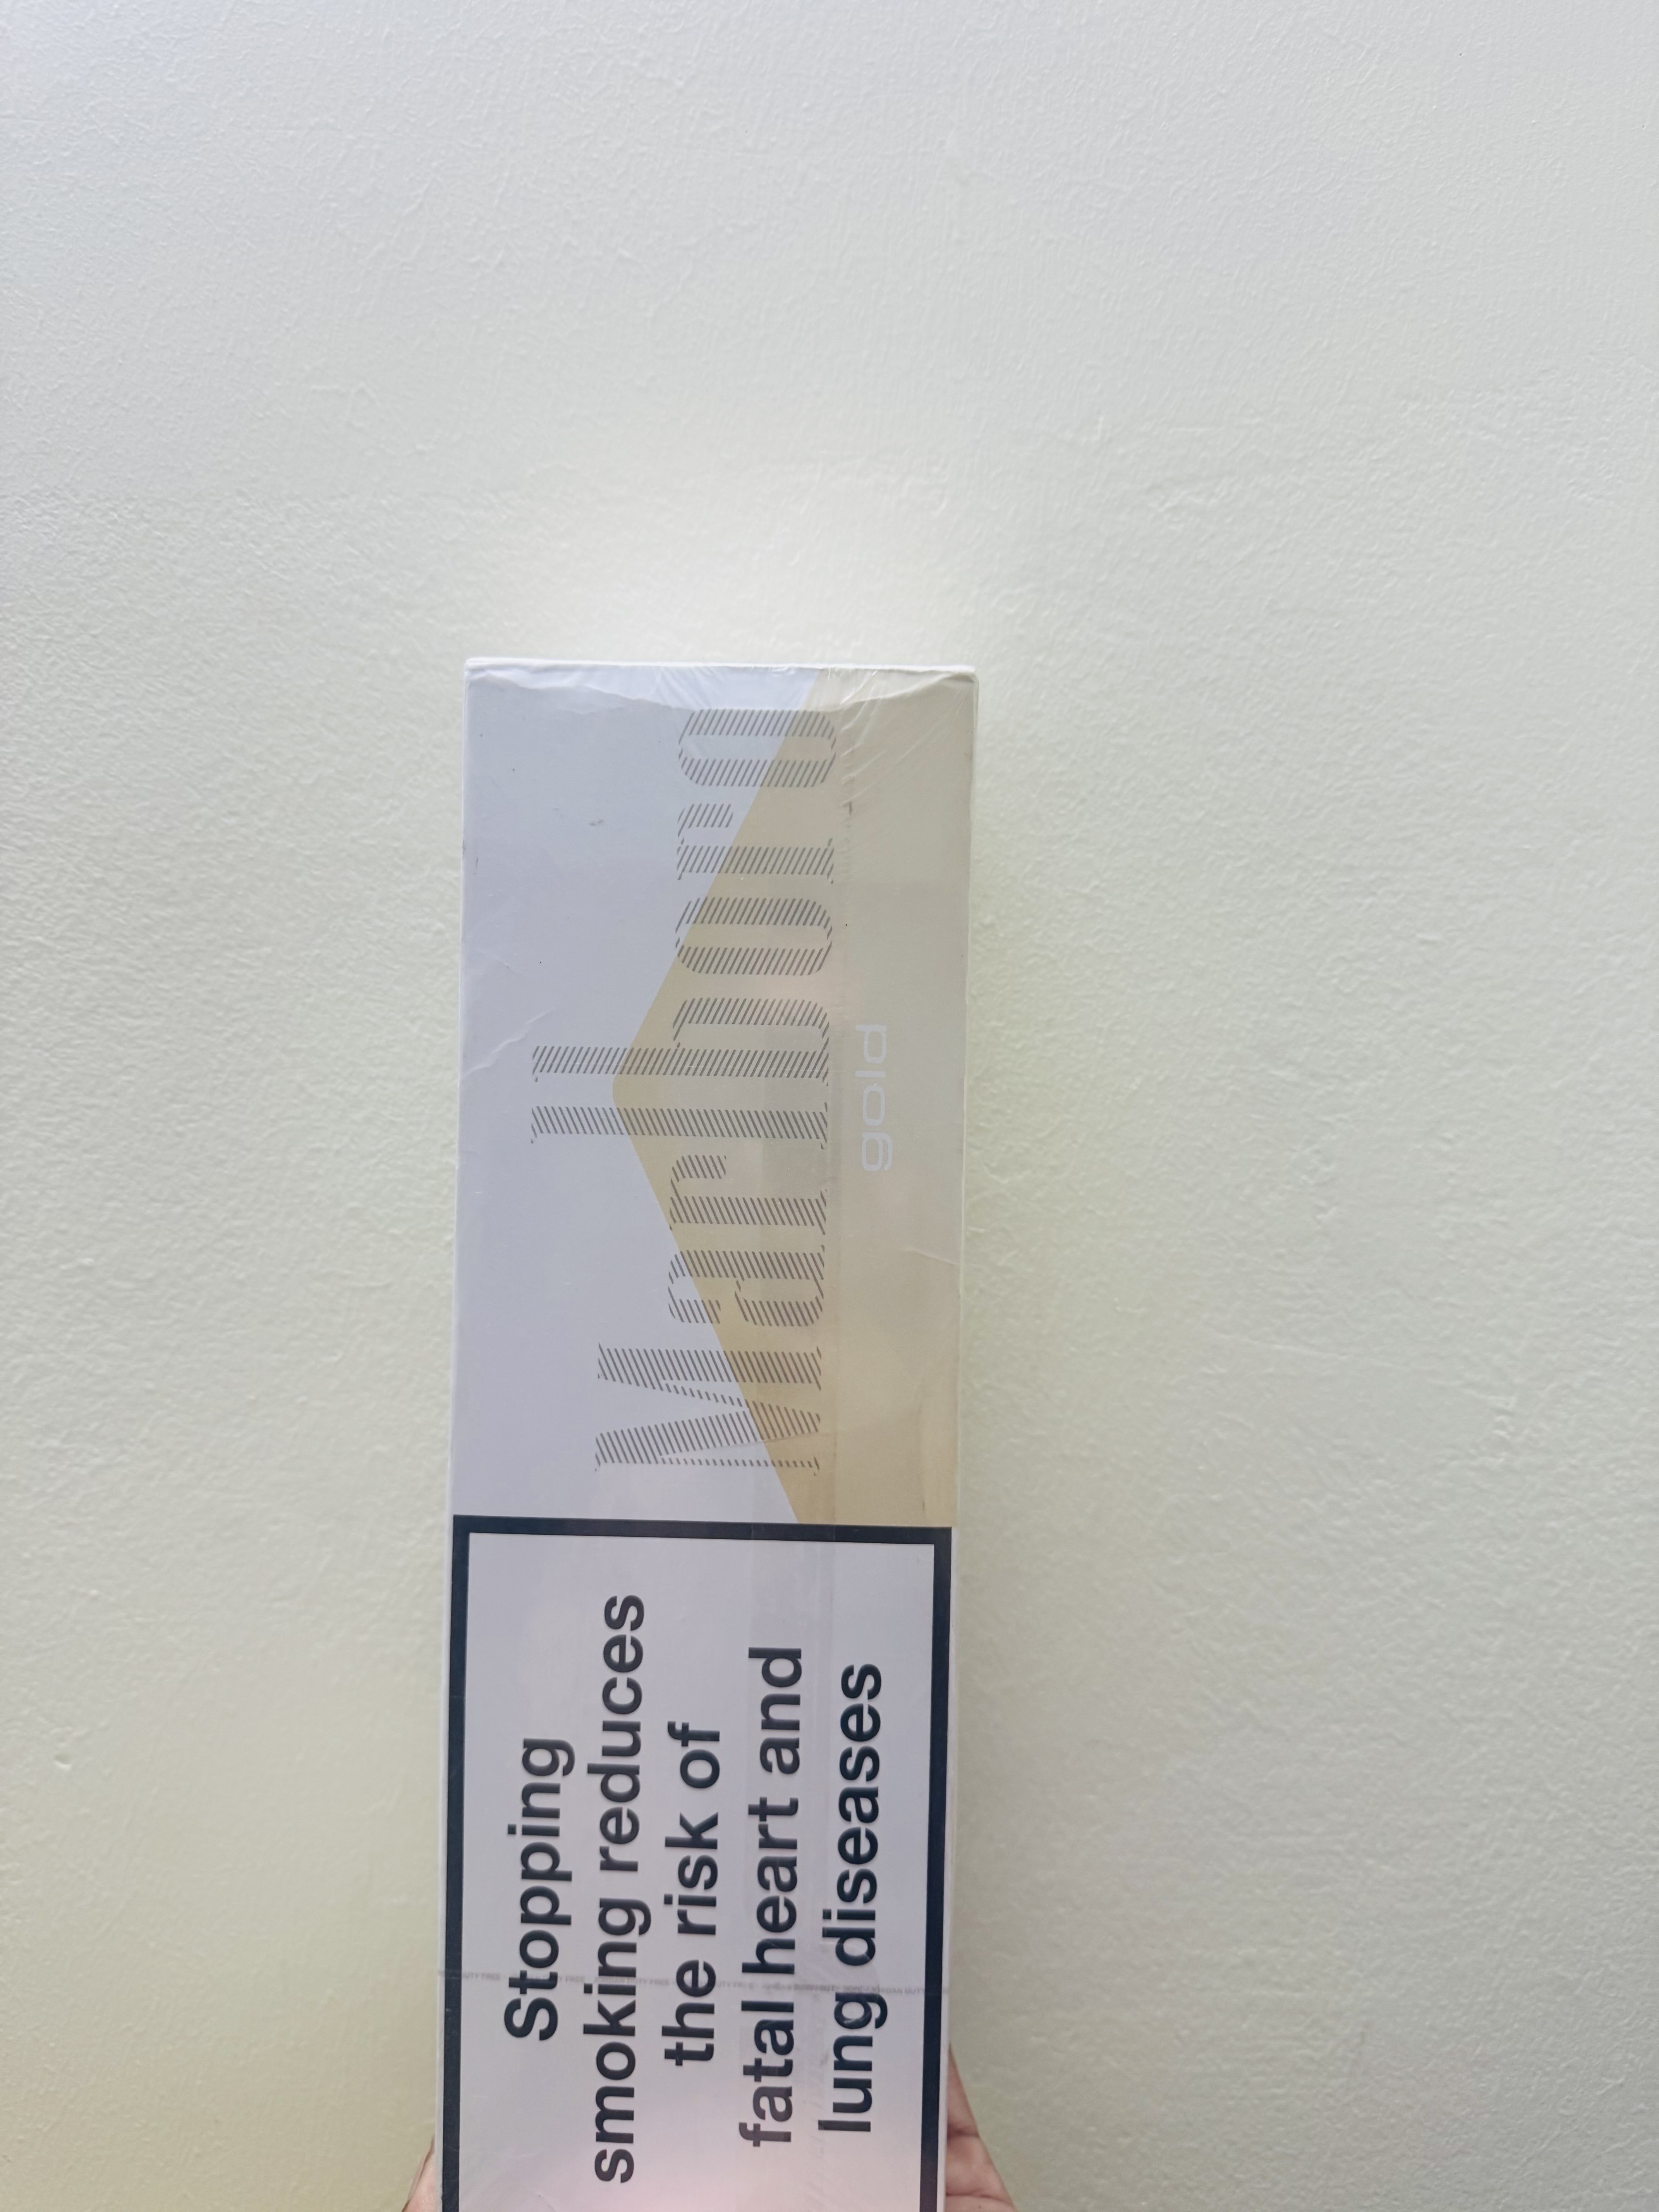 Marlboro
gold
Stopping
smoking reduces
the risk of
fatal heart and
lung diseases